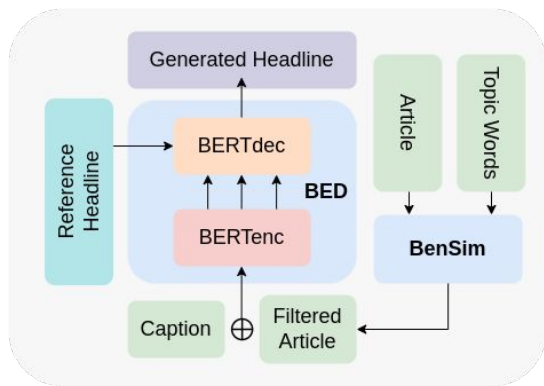 Generated Headline
Reference
Headline
BERTdec
BED
BERTenc
Article
Topic Words
BenSim
Caption
Filtered
Article